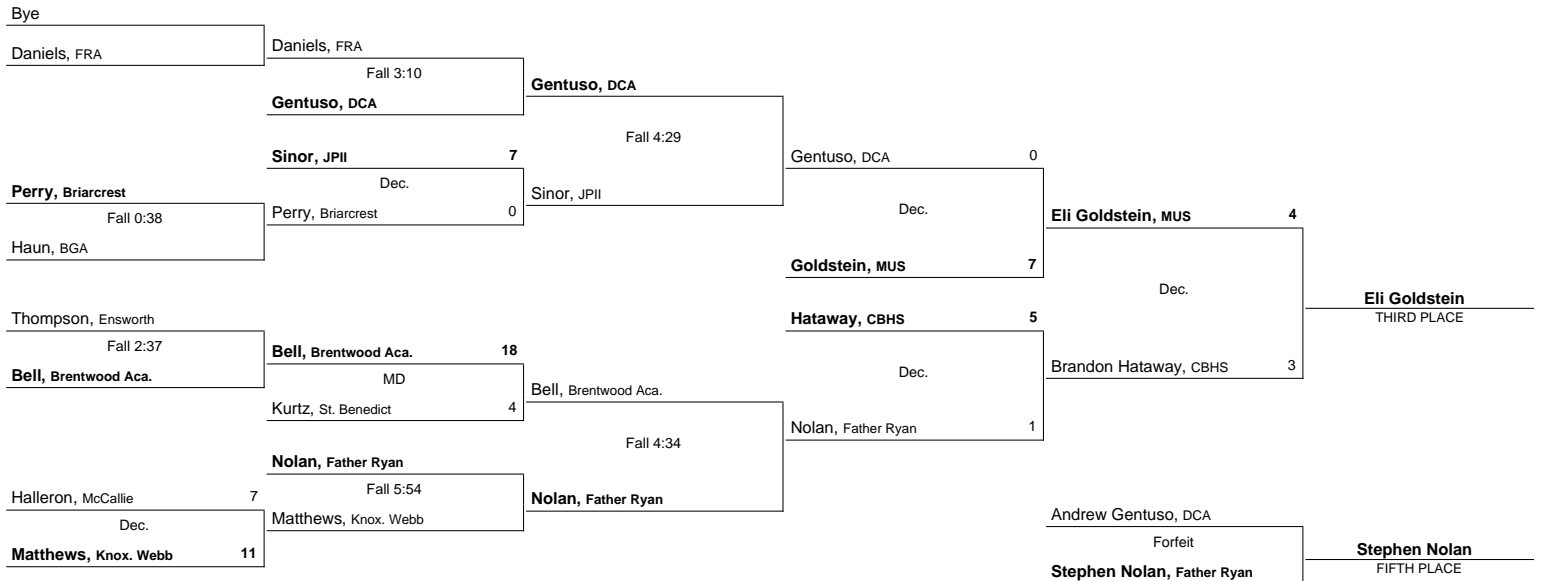 Bye
Daniels, FRA
Perry, Briarcrest
Fall 0:38
Haun, BGA
Thompson, Ensworth
Fall 2:37
Bell, Brentwood Aca.
Halleron, McCallie 7
Dec.
Matthews, Knox. Webb 11
Daniels, FRA
Fall 3:10
Gentuso, DCA
Sinor, JPII 7
Dec.
Perry, Briarcrest 0
Bell, Brentwood Aca. 18
MD
Kurtz, St. Benedict 4
Nolan, Father Ryan
Fall 5:54
Matthews, Knox. Webb
Gentuso, DCA
Fall 4:29
Sinor, JPII
Bell, Brentwood Aca.
Fall 4:34
Nolan, Father Ryan
Gentuso, DCA 0
Dec.
Goldstein, MUS 7
Hataway, CBHS 5
Dec.
Nolan, Father Ryan 1
Eli Goldstein, MUS 4
Dec.
Brandon Hataway, CBHS 3
Eli Goldstein
THIRD PLACE
Andrew Gentuso, DCA
Forfeit
Stephen Nolan, Father Ryan
Stephen Nolan
FIFTH PLACE